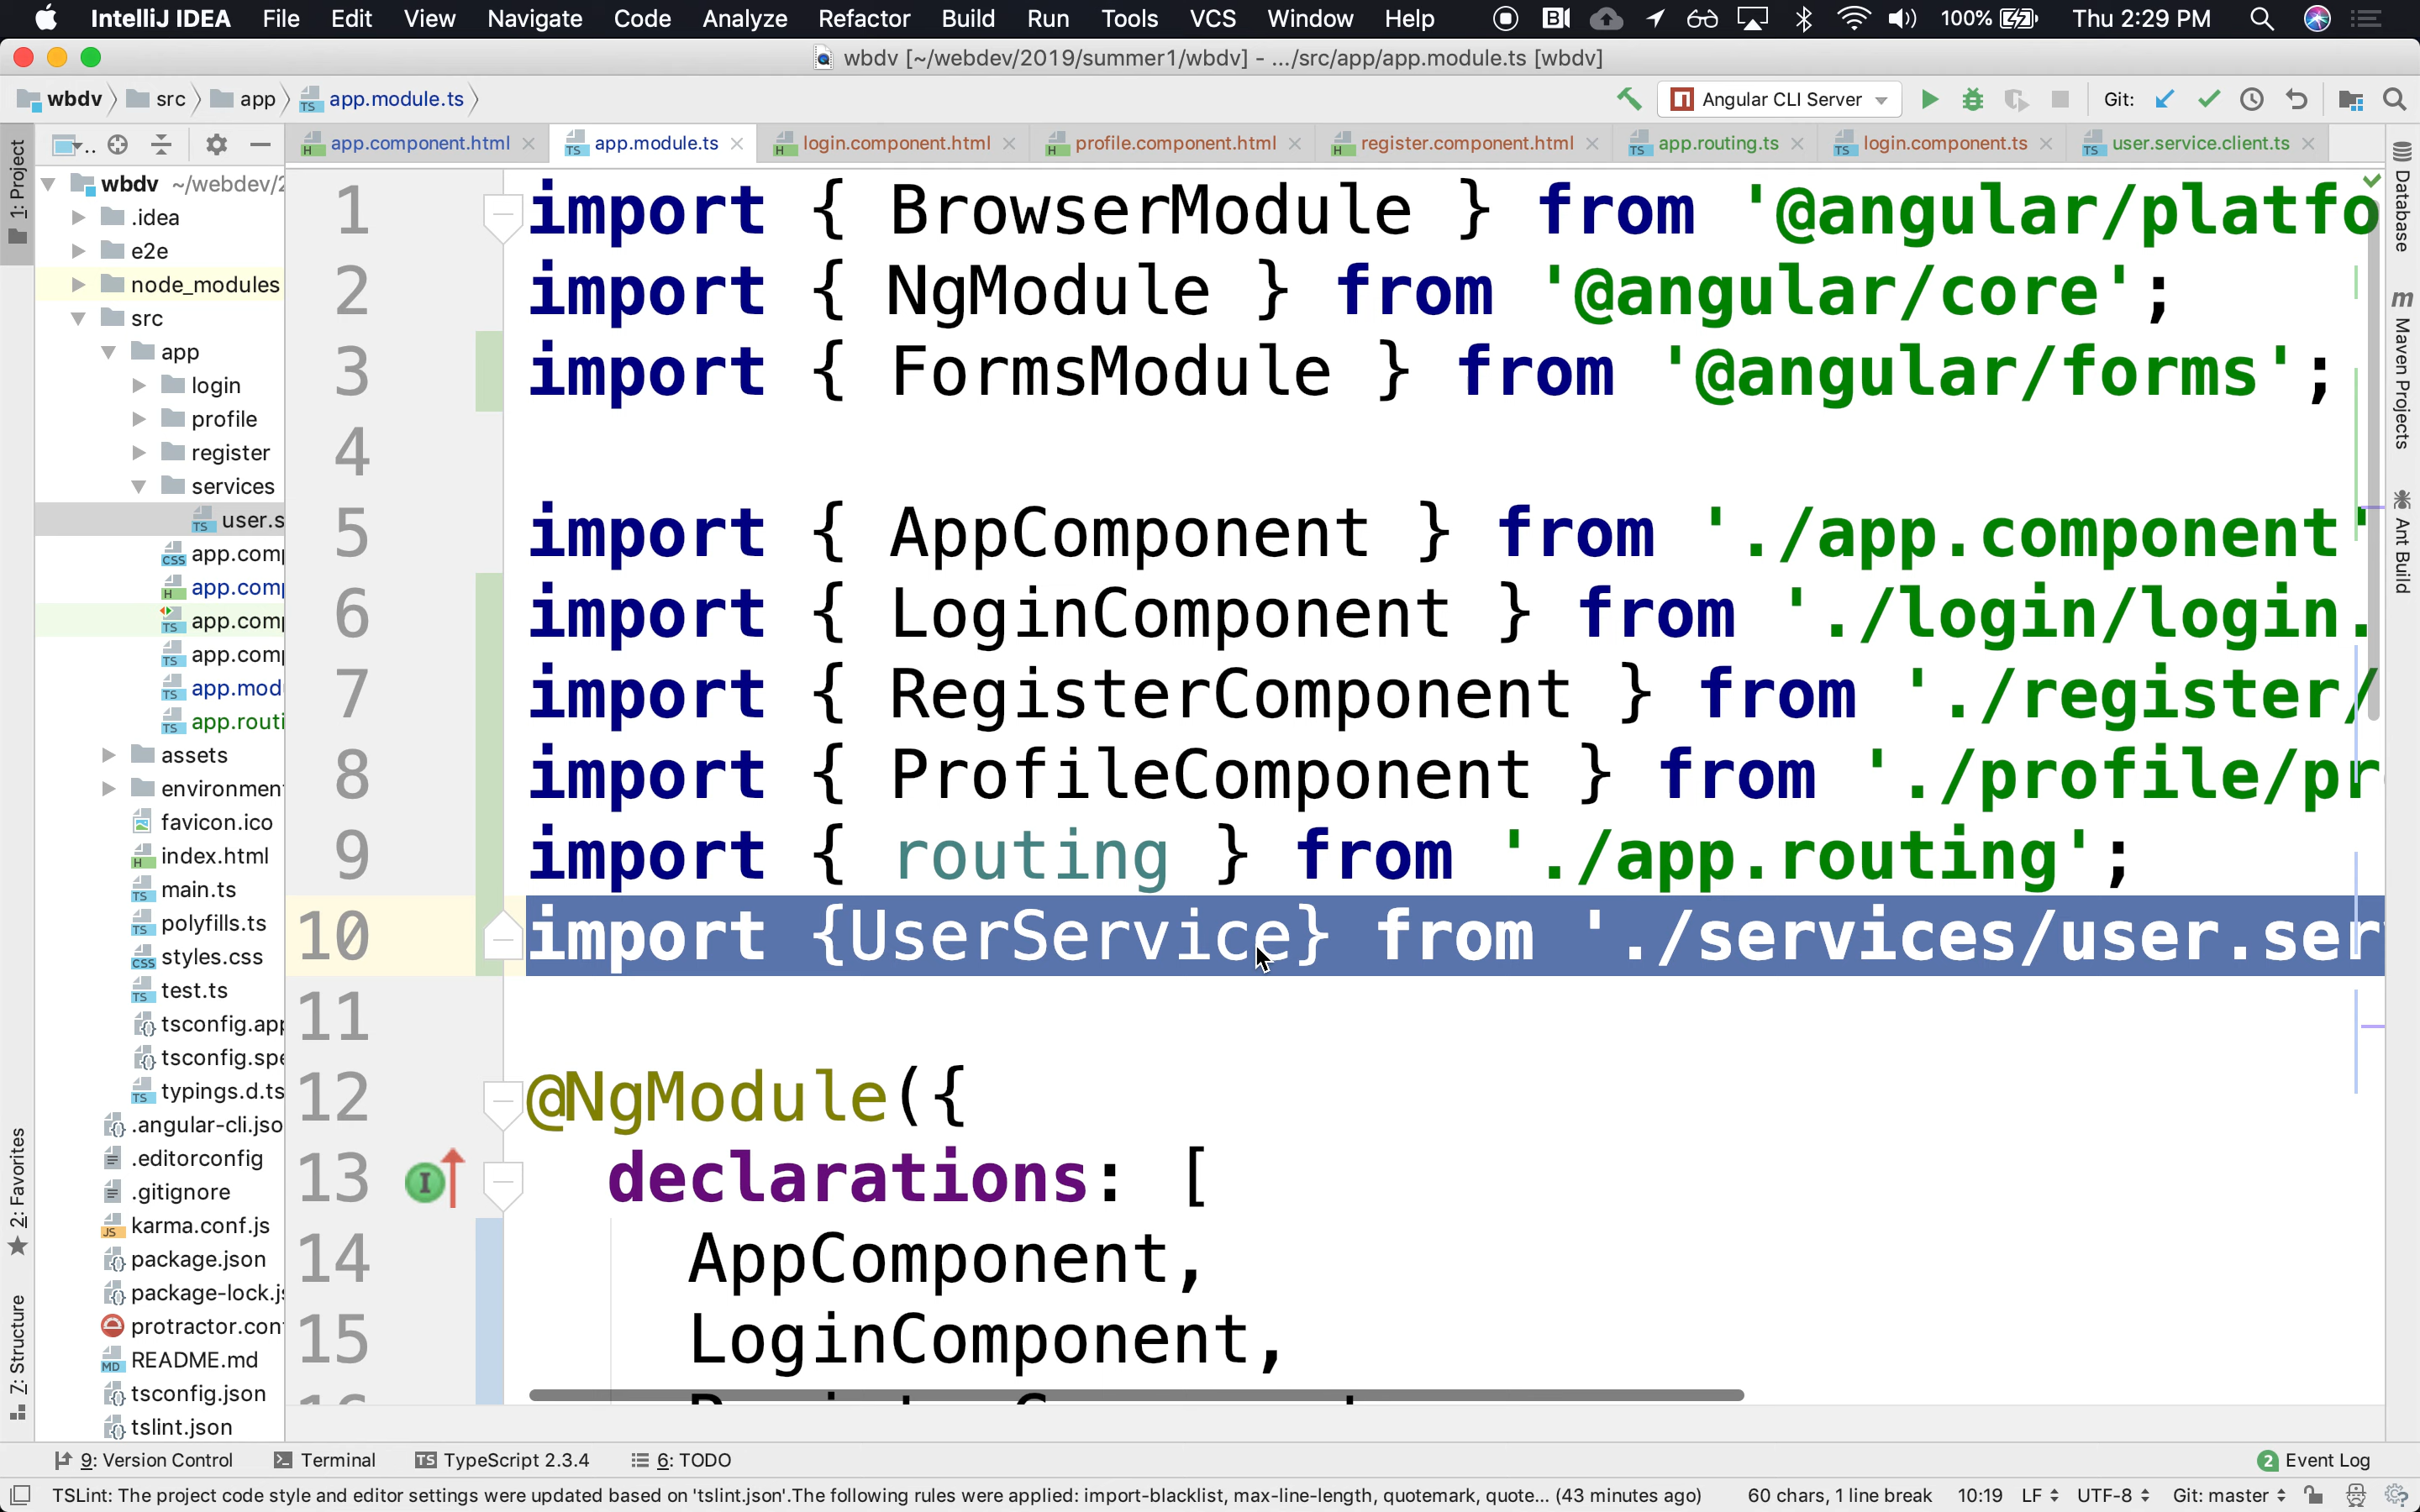 IntelliJ IDEA File Edit View Navigate Code Analyze Refactor Build Run Tools VCS Window Help 100% Thu 2:29 PM
wbdv [~/webdev/2019/summer1/wbdv] - .../src/app/app.module.ts [wbdv]
wbdv src app app.module.ts Angular CLI Server Git:
app.component.html app.module.ts login.component.html profile.component.html register.component.html app.routing.ts login.component.ts user.service.client.ts
1: Project
2: Favorites
Z: Structure
wbdv ~/webdev/2
.idea
e2e
node_modules
src
app
login
profile
register
services
user.s
app.com
app.com
app.com
app.com
app.mod
app.routi
assets
environmen
favicon.ico
index.html
main.ts
polyfills.ts
styles.css
test.ts
tsconfig.app
tsconfig.spe
typings.d.ts
.angular-cli.jso
.editorconfig
.gitignore
karma.conf.js
package.json
package-lock.js
protractor.con
README.md
tsconfig.json
tslint.json
1 import { BrowserModule } from '@angular/platfo
2 import { NgModule } from '@angular/core';
3 import { FormsModule } from '@angular/forms';
4
5 import { AppComponent } from './app.component'
6 import { LoginComponent } from './login/login.
7 import { RegisterComponent } from './register/
8 import { ProfileComponent } from './profile/pr
9 import { routing } from './app.routing';
10 import {UserService} from './services/user.ser
11
12 @NgModule({
13 declarations: [
14 AppComponent,
15 LoginComponent,
Database
Maven Projects
Ant Build
9: Version Control Terminal TypeScript 2.3.4 6: TODO 2 Event Log
TSLint: The project code style and editor settings were updated based on 'tslint.json'.The following rules were applied: import-blacklist, max-line-length, quotemark, quote... (43 minutes ago) 60 chars, 1 line break 10:19 LF UTF-8 Git: master